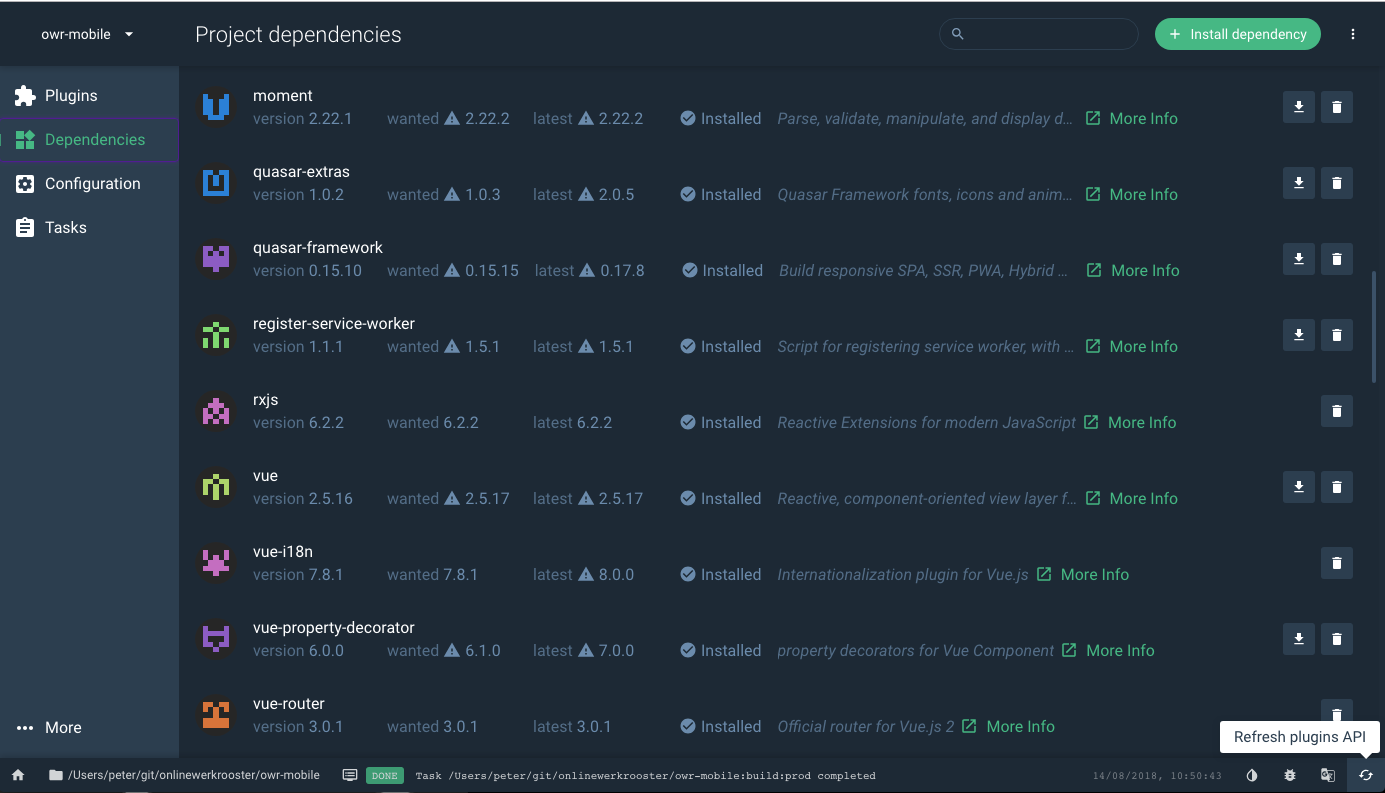 owr-mobile
Project dependencies
Install dependency
Plugins
Dependencies
Configuration
Tasks
moment
version 2.22.1 wanted 2.22.2 latest 2.22.2 Installed Parse, validate, manipulate, and display d… More Info
quasar-extras
version 1.0.2 wanted 1.0.3 latest 2.0.5 Installed Quasar Framework fonts, icons and anim… More Info
quasar-framework
version 0.15.10 wanted 0.15.15 latest 0.17.8 Installed Build responsive SPA, SSR, PWA, Hybrid … More Info
register-service-worker
version 1.1.1 wanted 1.5.1 latest 1.5.1 Installed Script for registering service worker, with … More Info
rxjs
version 6.2.2 wanted 6.2.2 latest 6.2.2 Installed Reactive Extensions for modern JavaScript More Info
vue
version 2.5.16 wanted 2.5.17 latest 2.5.17 Installed Reactive, component-oriented view layer f… More Info
vue-i18n
version 7.8.1 wanted 7.8.1 latest 8.0.0 Installed Internationalization plugin for Vue.js More Info
vue-property-decorator
version 6.0.0 wanted 6.1.0 latest 7.0.0 Installed property decorators for Vue Component More Info
vue-router
version 3.0.1 wanted 3.0.1 latest 3.0.1 Installed Official router for Vue.js 2 More Info
More
Refresh plugins API
/Users/peter/git/onlinewerkrooster/owr-mobile DONE Task /Users/peter/git/onlinewerkrooster/owr-mobile:build:prod completed 14/08/2018, 10:50:43